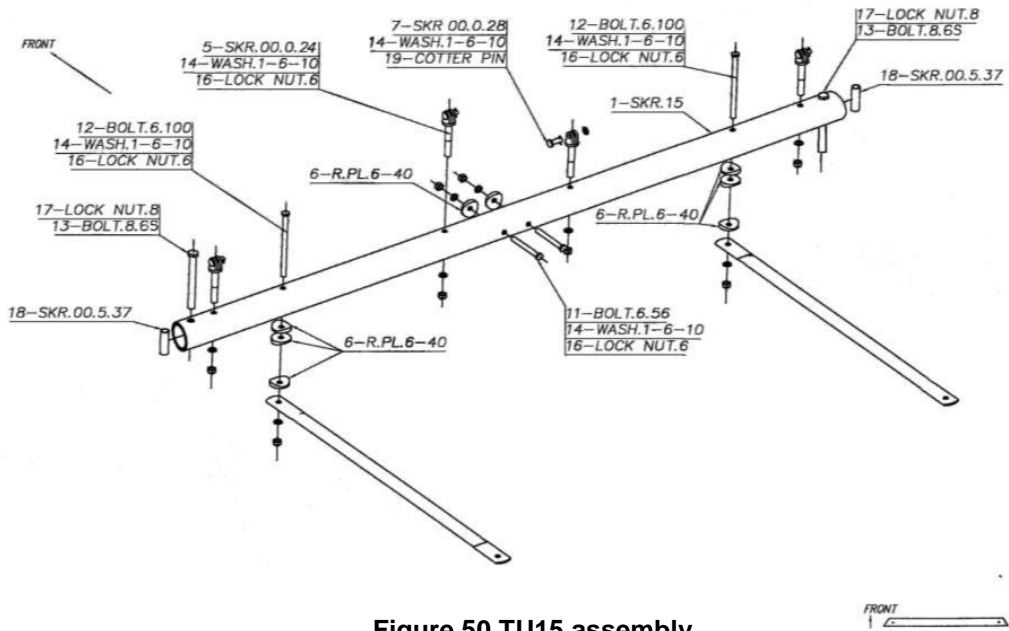 FRONT
5-SKR.00.0.24
14-WASH.1-6-10
16-LOCK NUT.6
7-SKR 00.0.28
14-WASH.1-6-10
19-COTTER PIN
12-BOLT.6.100
14-WASH.1-6-10
16-LOCK NUT.6
17-LOCK NUT.8
13-BOLT.8.65
18-SKR.00.5.37
1-SKR.15
12-BOLT.6.100
14-WASH.1-6-10
16-LOCK NUT.6
6-R.PL.6-40
17-LOCK NUT.8
13-BOLT.8.65
6-R.PL.6-40
18-SKR.00.5.37
6-R.PL.6-40
11-BOLT.6.56
14-WASH.1-6-10
16-LOCK NUT.6
FRONT
Figure 50 TU15 assembly